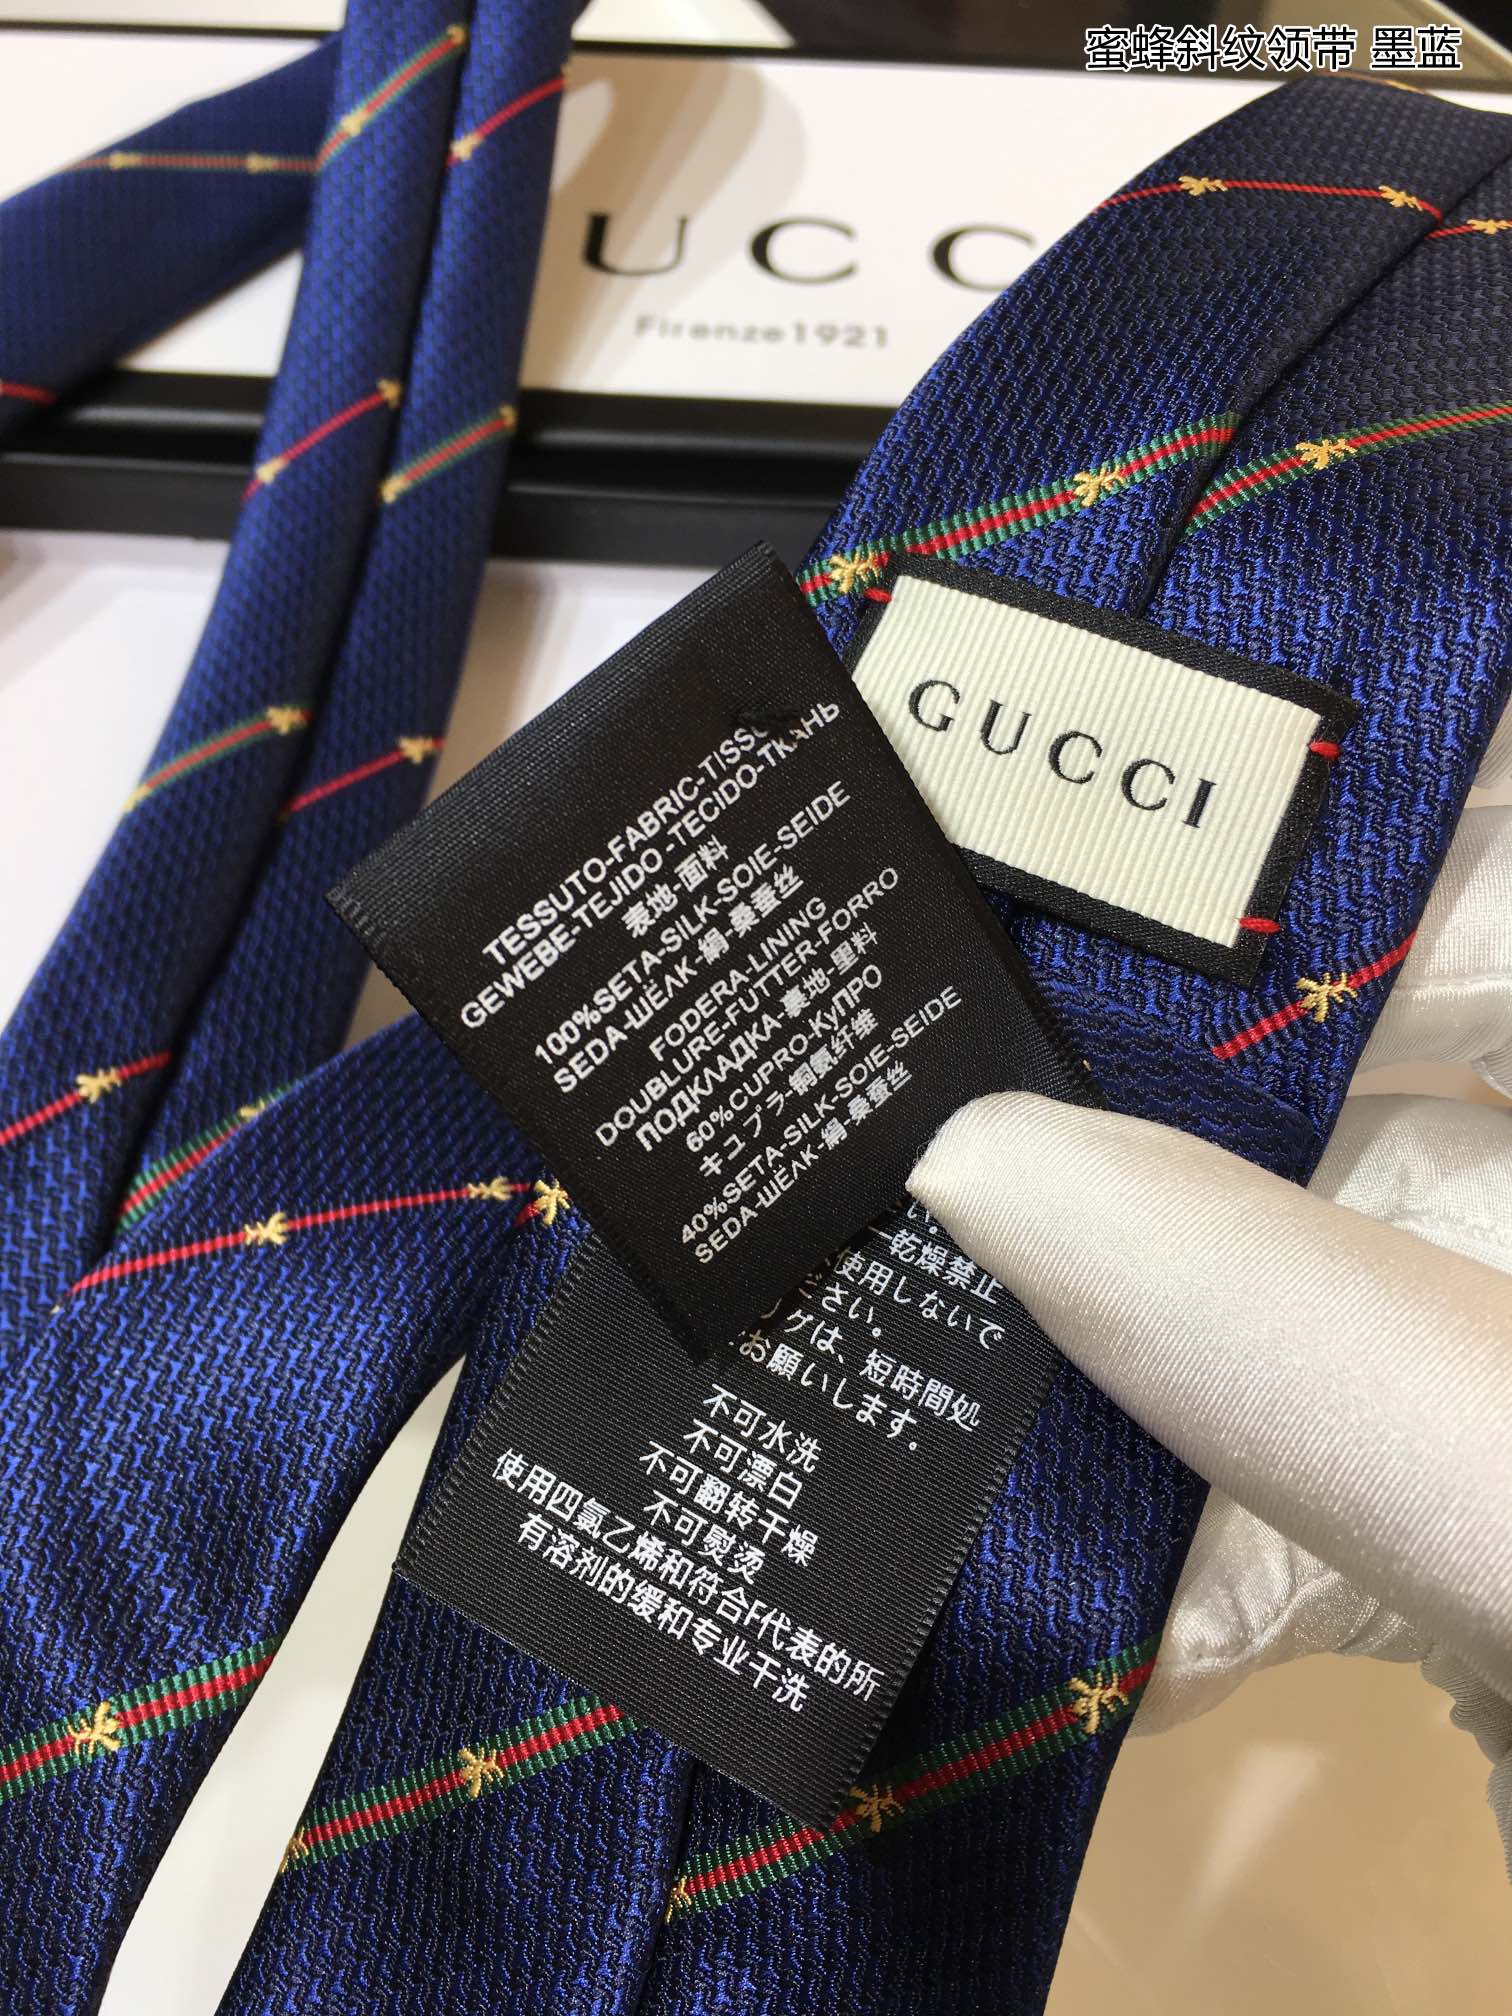 蜜蜂斜纹领带 墨蓝
UCC
Firenze1921
GUCCI
TESSUTO-FABRIC-TISSU
GEWEBE-TEJIDO-TECIDO-ТКАНЬ
表地-面料
100%SETA-SILK-SOIE-SEIDE
SEDA-ШЁЛК-絹-桑蚕丝
FODERA-LINING
DOUBLURE-FUTTER-FORRO
ПОДКЛАДКА-裏地-里料
60%CUPRO-КУПРО
キュプラ-铜氨纤维
40%SETA-SILK-SOIE-SEIDE
SEDA-ШЁЛК-絹-桑蚕丝
い.
ー乾燥禁止
使用しないで
ださい。
グは、短時間処
お願いします。
不可水洗
不可漂白
不可翻转干燥
不可熨烫
使用四氯乙烯和符合F代表的所
有溶剂的缓和专业干洗